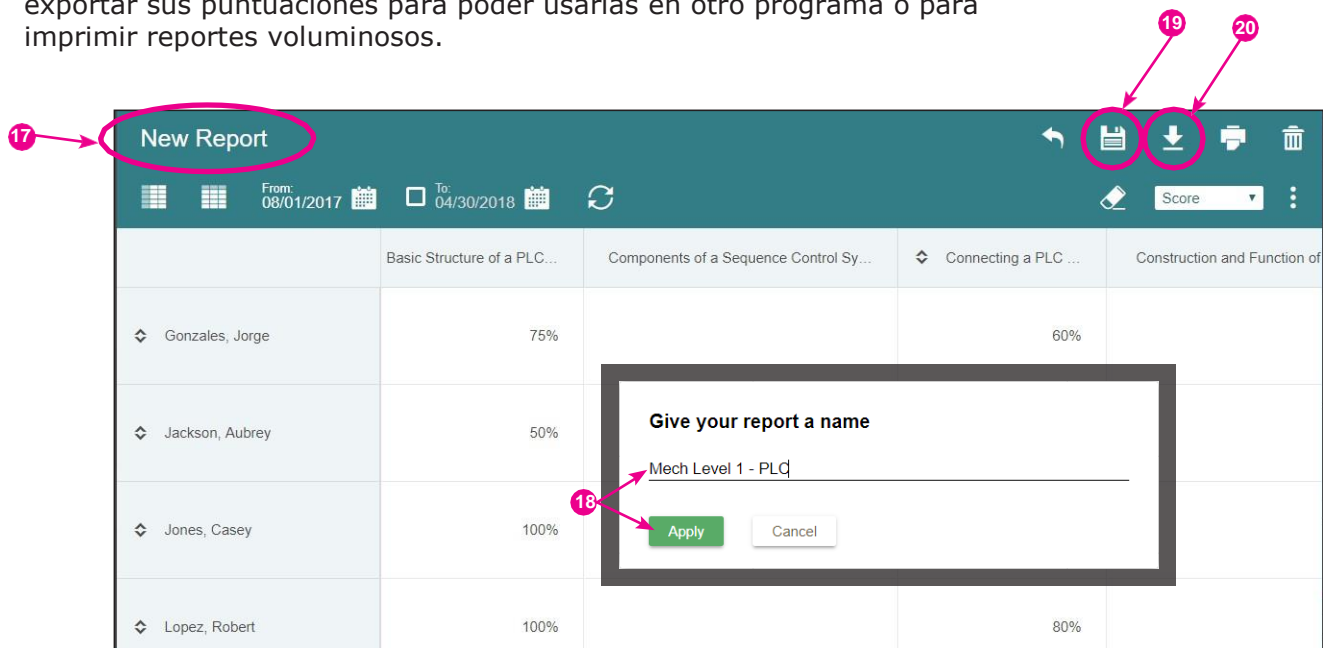 exportar sus puntuaciones para poder usarlas en otro programa o para
imprimir reportes voluminosos.
19
20
17
New Report
From:
08/01/2017
To:
04/30/2018
Score
Basic Structure of a PLC...
Components of a Sequence Control Sy...
Connecting a PLC ...
Construction and Function of
Gonzales, Jorge
75%
60%
Jackson, Aubrey
50%
Give your report a name
Mech Level 1 - PLC
18
Apply
Cancel
Jones, Casey
100%
Lopez, Robert
100%
80%